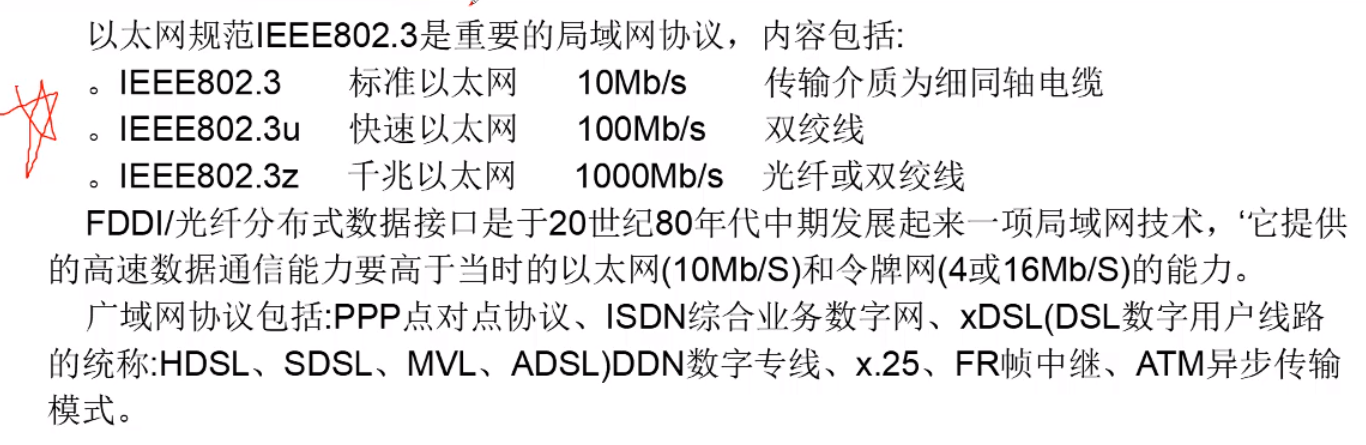 以太网规范IEEE802.3是重要的局域网协议，内容包括:
。IEEE802.3 标准以太网 10Mb/s 传输介质为细同轴电缆
。IEEE802.3u 快速以太网 100Mb/s 双绞线
。IEEE802.3z 千兆以太网 1000Mb/s 光纤或双绞线
FDDI/光纤分布式数据接口是于20世纪80年代中期发展起来一项局域网技术，‘它提供
的高速数据通信能力要高于当时的以太网(10Mb/S)和令牌网(4或16Mb/S)的能力。
广域网协议包括:PPP点对点协议、ISDN综合业务数字网、xDSL(DSL数字用户线路
的统称:HDSL、SDSL、MVL、ADSL)DDN数字专线、x.25、FR帧中继、ATM异步传输
模式。